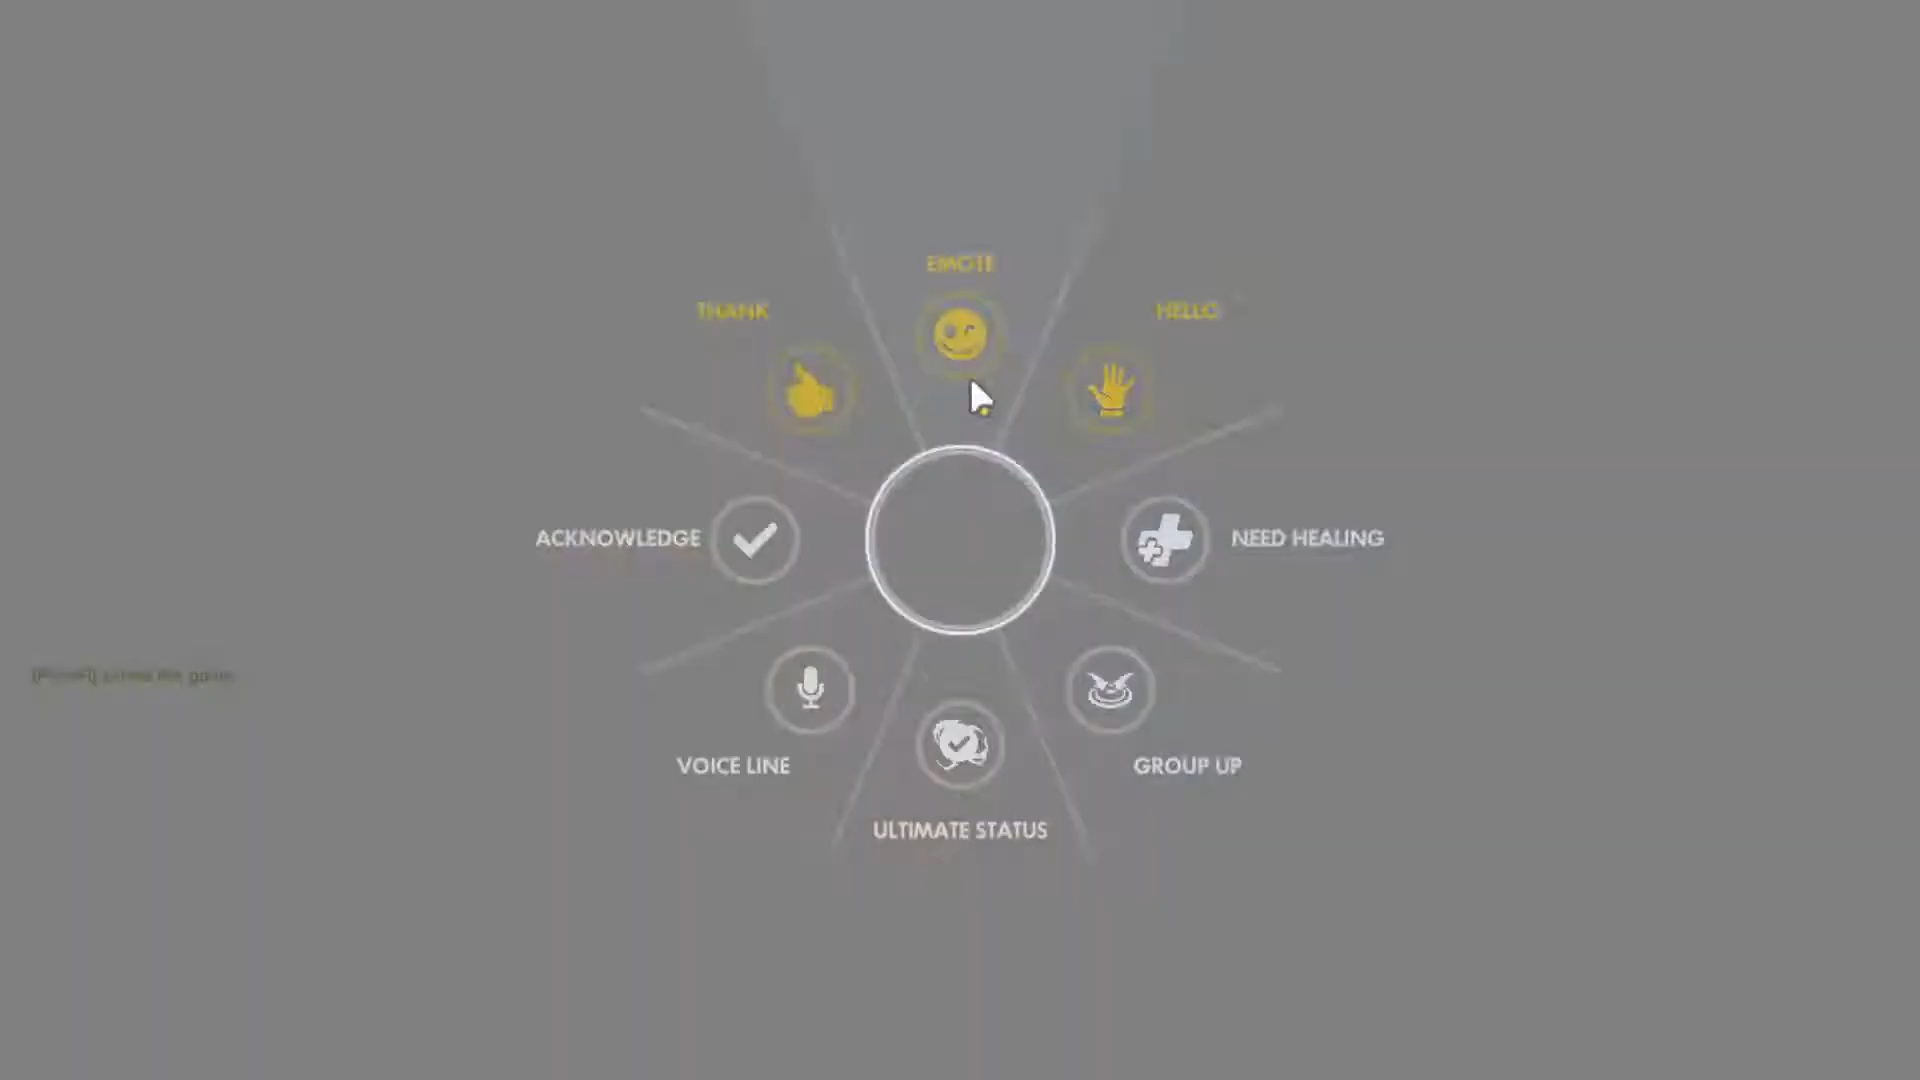 EMOTE
THANK
HELLO
ACKNOWLEDGE
NEED HEALING
VOICE LINE
GROUP UP
ULTIMATE STATUS